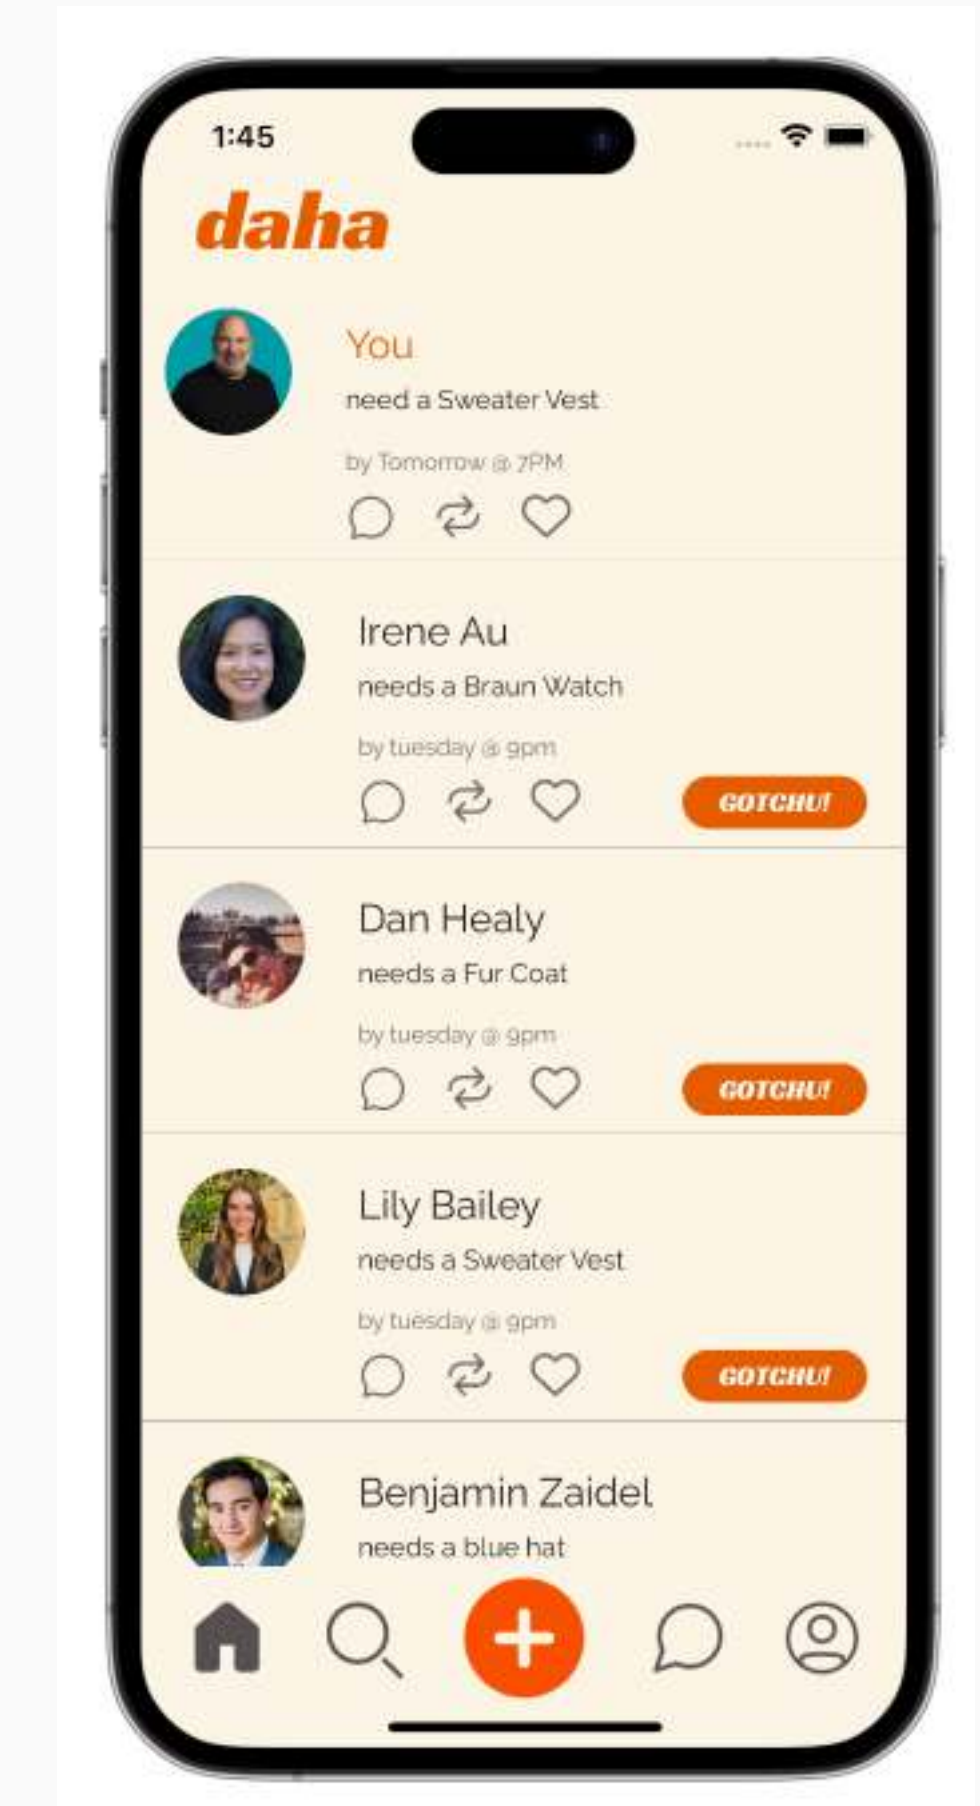 1:45
daha
You
need a Sweater Vest
by Tomorrow @ 7PM
Irene Au
needs a Braun Watch
by tuesday @ 9pm
GOTCHU!
Dan Healy
needs a Fur Coat
by tuesday @ 9pm
GOTCHU!
Lily Bailey
needs a Sweater Vest
by tuesday @ 9pm
GOTCHU!
Benjamin Zaidel
needs a blue hat